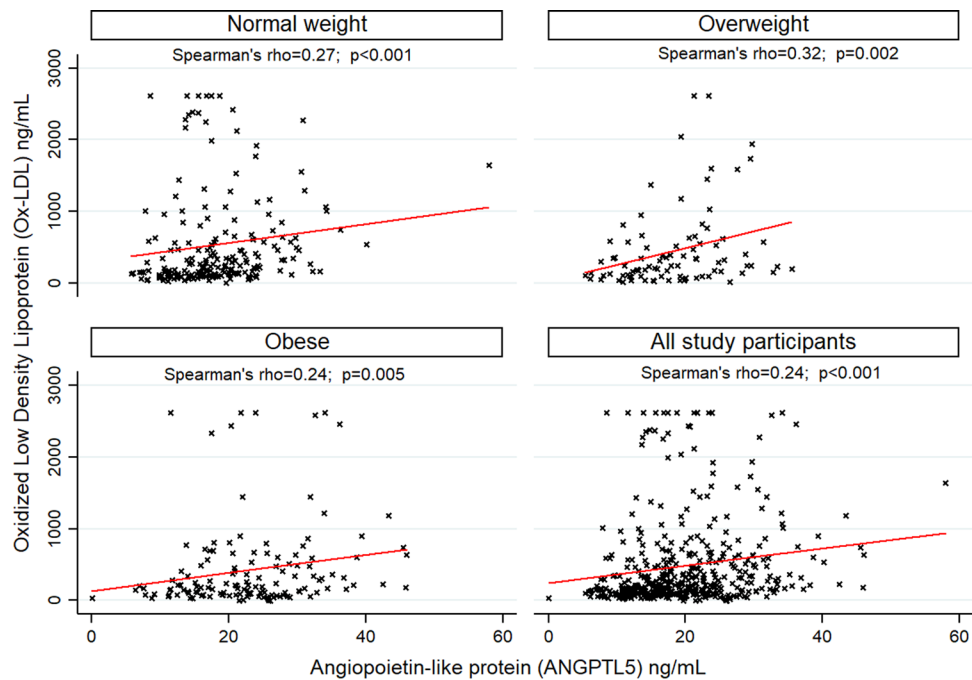 Normal weight
Spearman's rho=0.27; p<0.001
Overweight
Spearman's rho=0.32; p=0.002
Oxidized Low Density Lipoprotein (Ox-LDL) ng/mL
3000
2000
1000
0
Obese
Spearman's rho=0.24; p=0.005
All study participants
Spearman's rho=0.24; p<0.001
3000
2000
1000
0
0 20 40 60
0 20 40 60
Angiopoietin-like protein (ANGPTL5) ng/mL